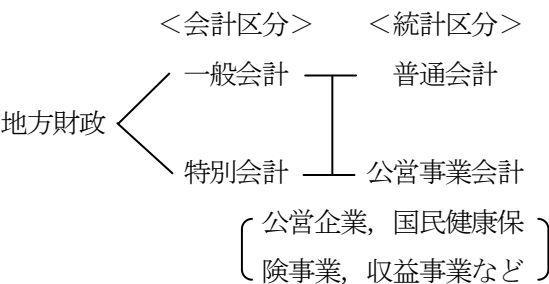 ＜会計区分＞　＜統計区分＞
一般会計　普通会計
地方財政
特別会計　公営事業会計
公営企業，国民健康保
険事業，収益事業など